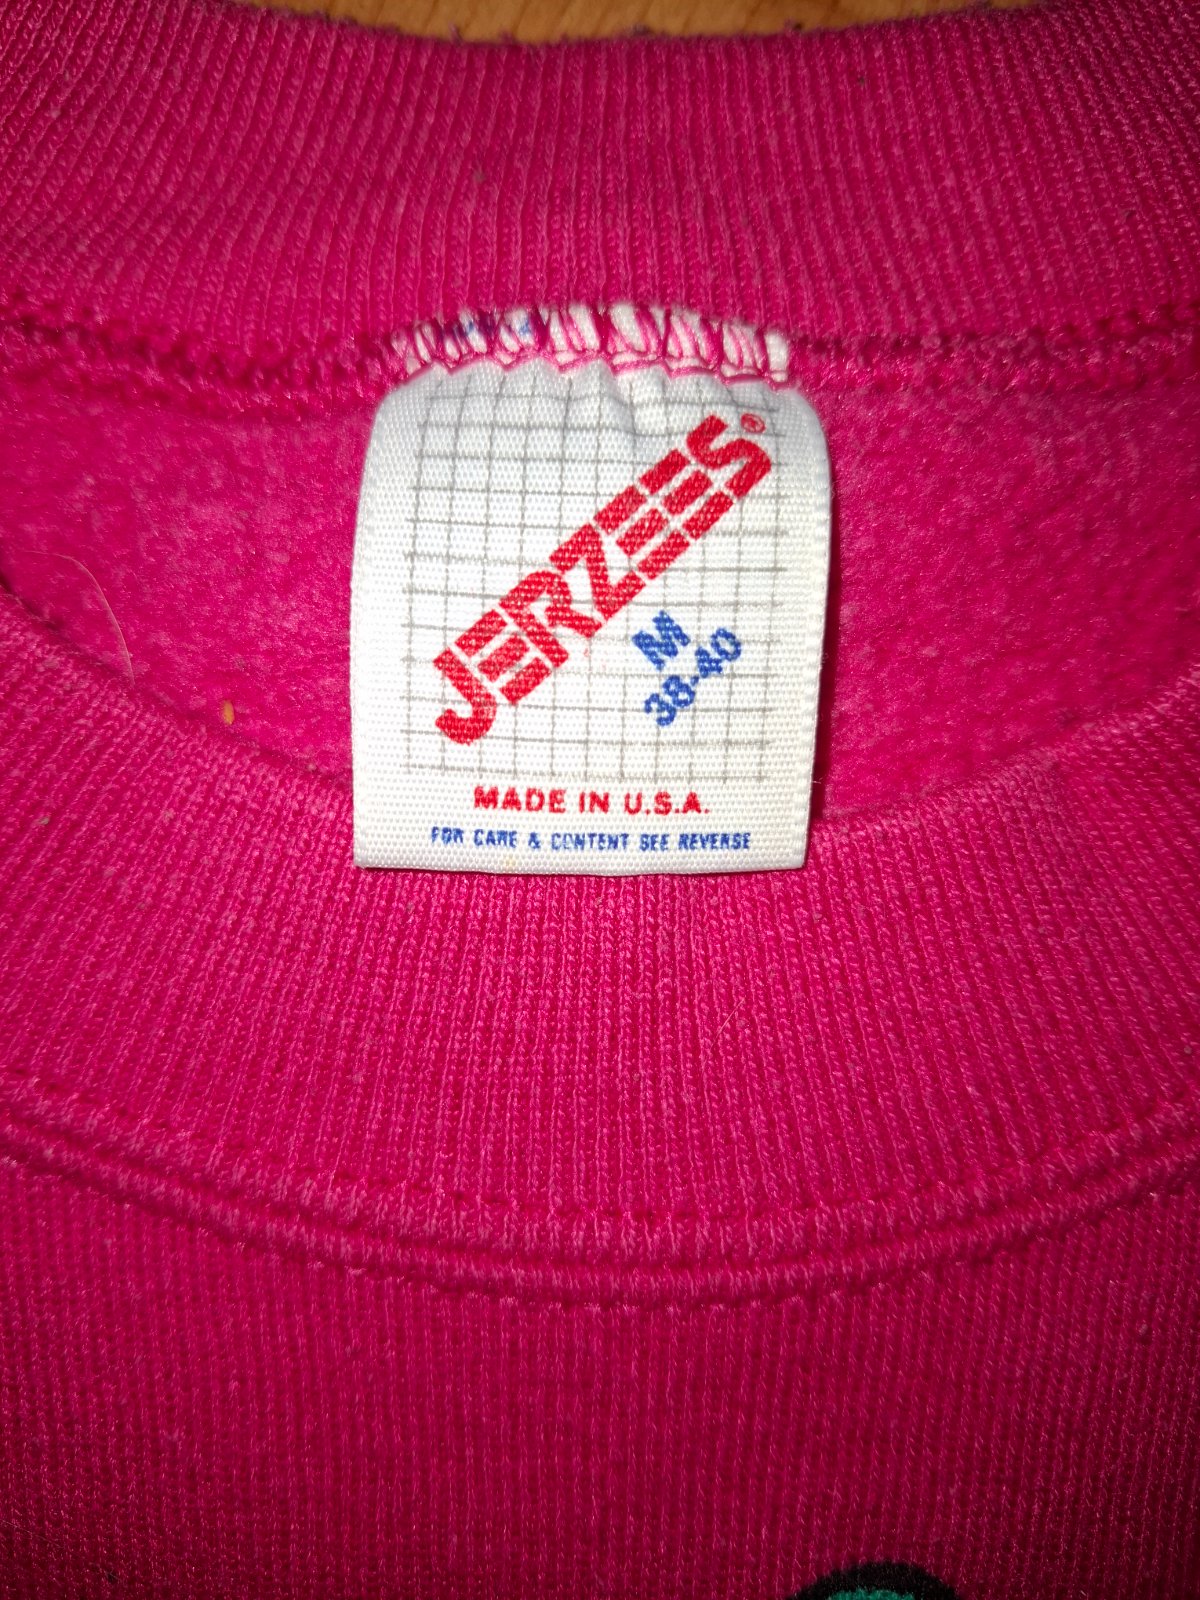 JERZEES®
M
38-40
MADE IN U.S.A.
FOR CARE & CONTENT SEE REVERSE